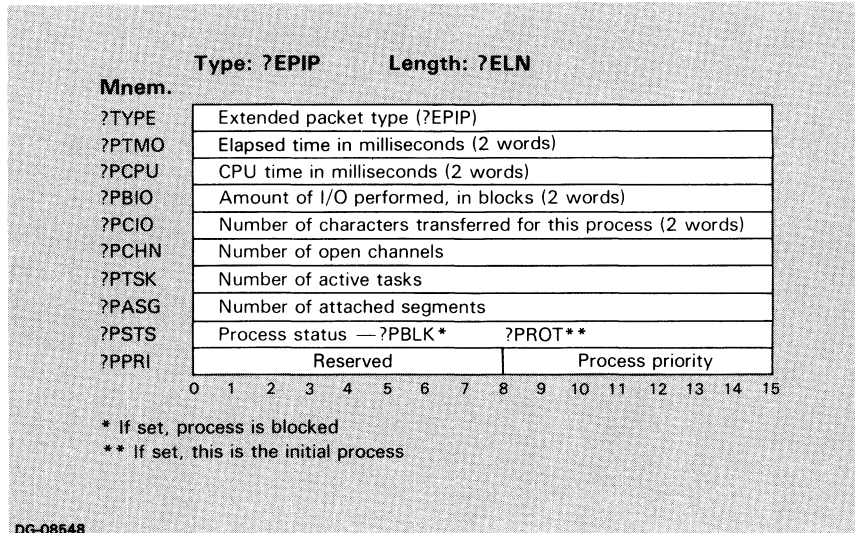 Type: ?EPIP Length: ?ELN
Mnem.
?TYPE Extended packet type (?EPIP)
?PTMO Elapsed time in milliseconds (2 words)
?PCPU CPU time in milliseconds (2 words)
?PBIO Amount of I/O performed, in blocks (2 words)
?PCIO Number of characters transferred for this process (2 words)
?PCHN Number of open channels
?PTSK Number of active tasks
?PASG Number of attached segments
?PSTS Process status —?PBLK* ?PROT**
?PPRI Reserved Process priority
0 1 2 3 4 5 6 7 8 9 10 11 12 13 14 15
* If set, process is blocked
** If set, this is the initial process
DG-08548